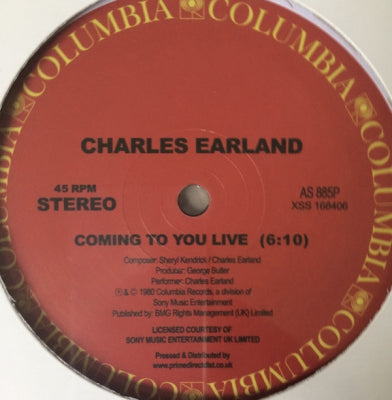 COLUMBIA COLUMBIA COLUMBIA
CHARLES EARLAND
45 RPM
STEREO
AS 885P
XSS 168406
COMING TO YOU LIVE (6:10)
Composer: Sheryl Kendrick / Charles Earland
Producer: George Butler
Performer: Charles Earland
℗ & © 1980 Columbia Records, a division of
Sony Music Entertainment
Published by: BMG Rights Management (UK) Limited
LICENSED COURTESY OF
SONY MUSIC ENTERTAINMENT UK LIMITED
Pressed & Distributed by
www.primedirectdist.co.uk
COLUMBIA
COLUMBIA